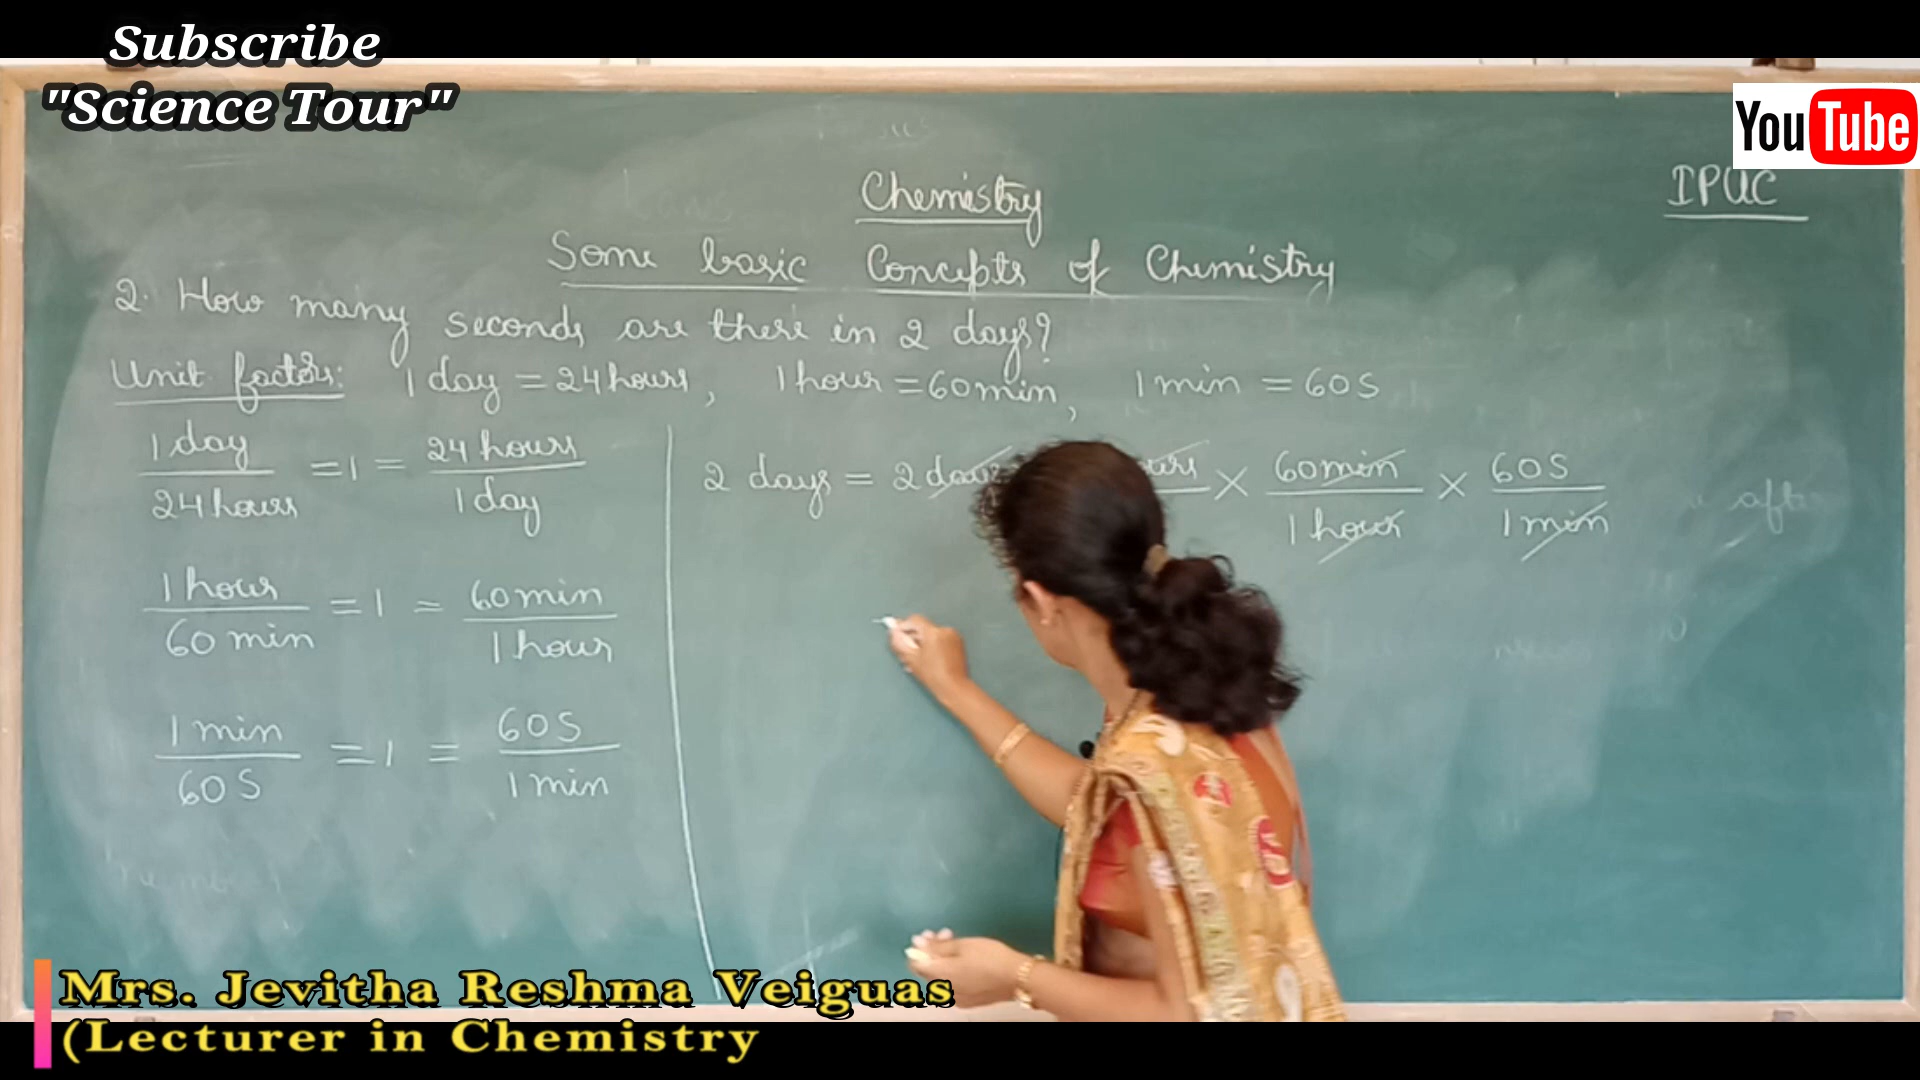 Subscribe
"Science Tour"
YouTube
IPUC
Chemistry
Some basic Concepts of Chemistry
2. How many seconds are there in 2 days?
Unit factors: 1 day = 24 hours, 1 hour = 60 min, 1 min = 60 S
1 day / 24 hours = 1 = 24 hours / 1 day
1 hour / 60 min = 1 = 60 min / 1 hour
1 min / 60 S = 1 = 60 S / 1 min
2 days = 2 × 60 min / 1 hour × 60 S / 1 min
Mrs. Jevitha Reshma Veiguas
(Lecturer in Chemistry